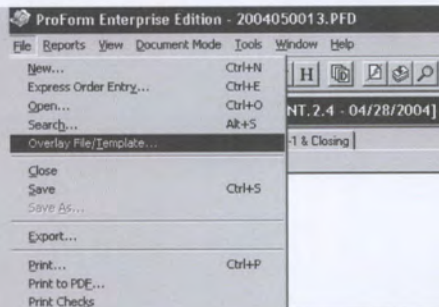 ProForm Enterprise Edition - 2004050013.PFD
File Reports View Document Mode Tools Window Help
New... Ctrl+N
Express Order Entry... Ctrl+E
H
Open... Ctrl+O
NT.2.4 - 04/28/2004]
Search... Alt+S
Overlay File/Template...
-1 & Closing
Close
Save Ctrl+S
Save As...
Export...
Print... Ctrl+P
Print to PDF...
Print Checks